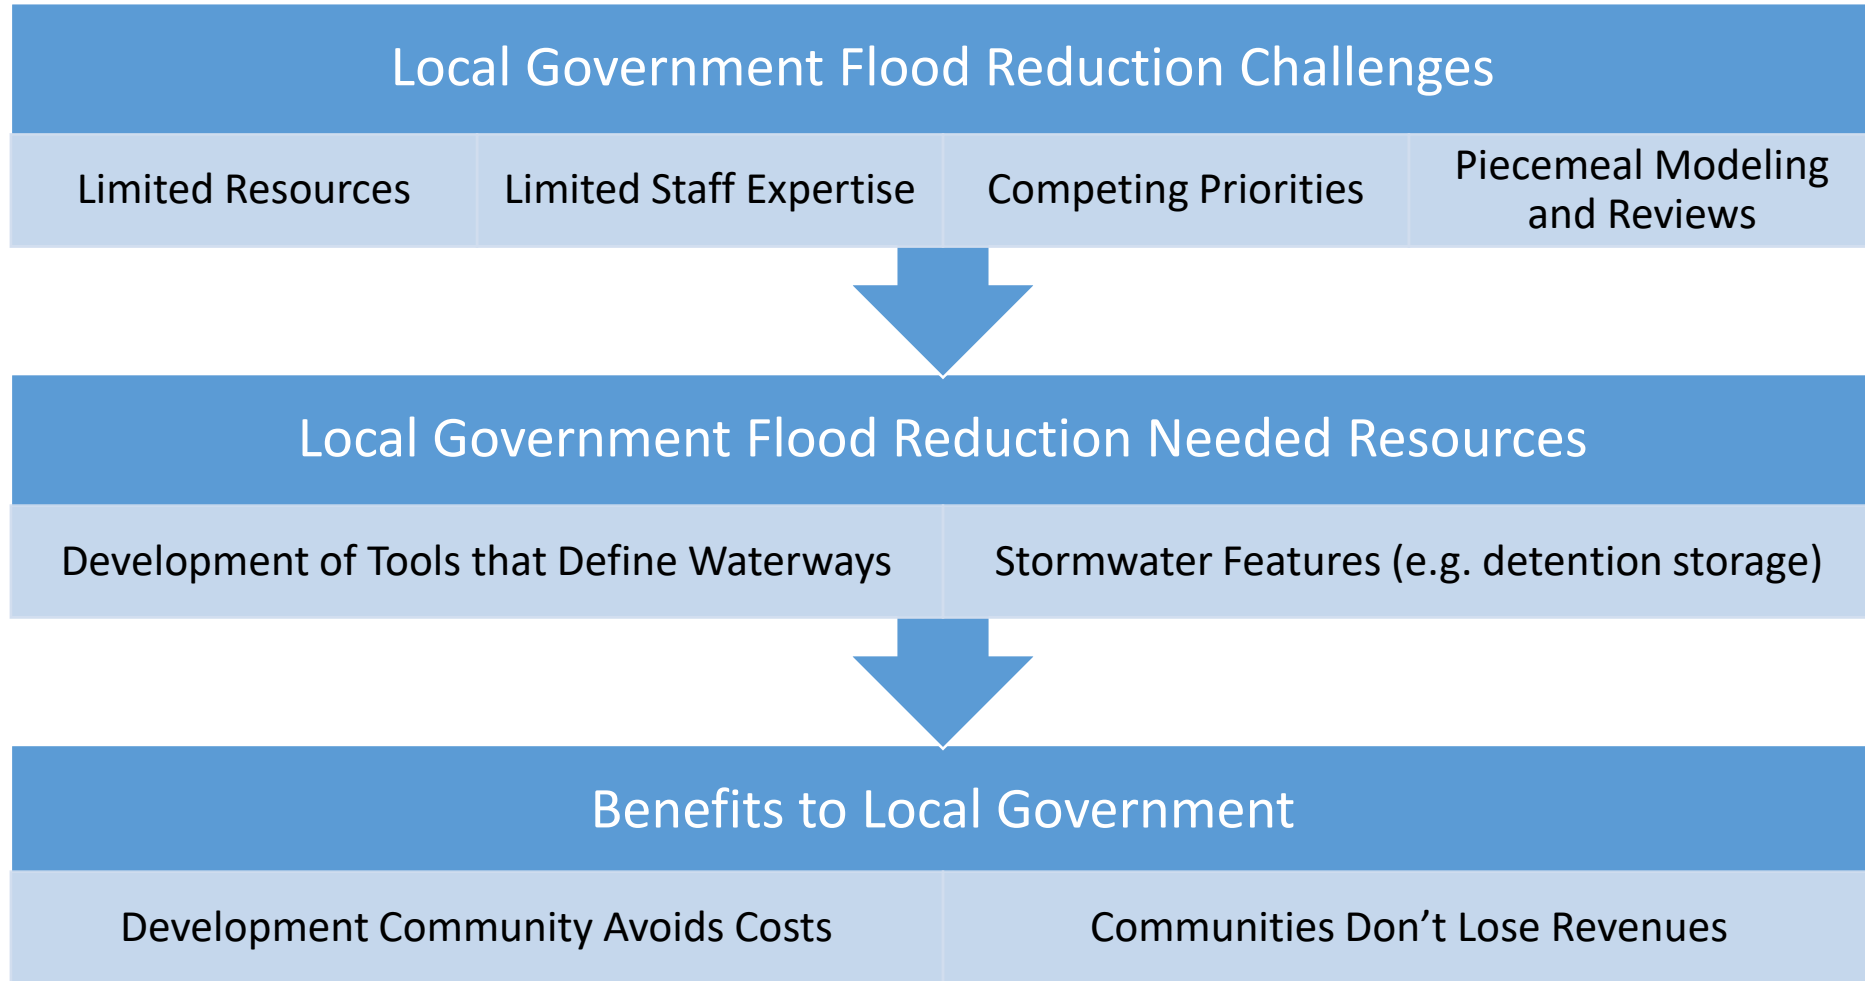 Local Government Flood Reduction Challenges
Limited Resources
Limited Staff Expertise
Competing Priorities
Piecemeal Modeling
and Reviews
Local Government Flood Reduction Needed Resources
Development of Tools that Define Waterways
Stormwater Features (e.g. detention storage)
Benefits to Local Government
Development Community Avoids Costs
Communities Don’t Lose Revenues